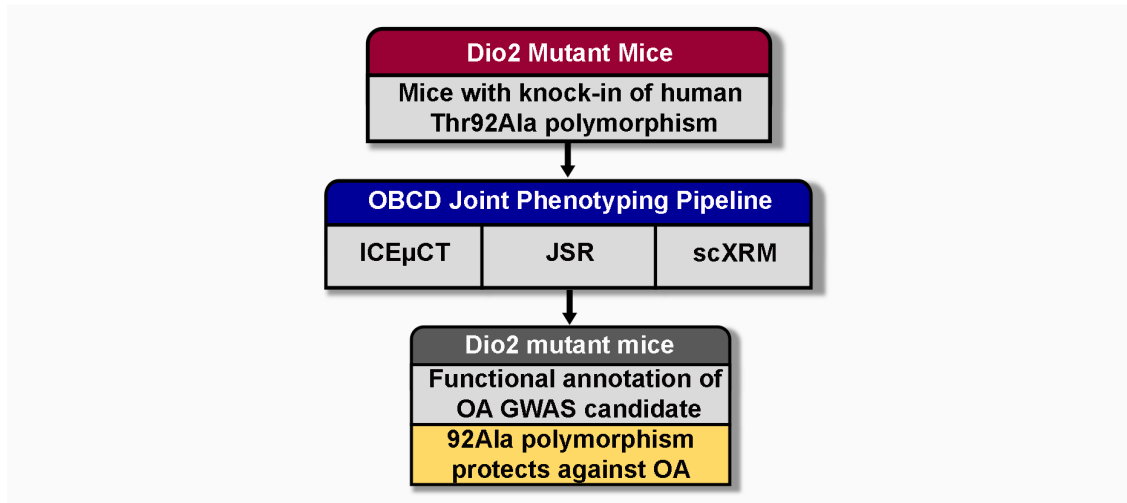 Dio2 Mutant Mice
Mice with knock-in of human
Thr92Ala polymorphism
OBCD Joint Phenotyping Pipeline
ICEµCT
JSR
scXRM
Dio2 mutant mice
Functional annotation of
OA GWAS candidate
92Ala polymorphism
protects against OA